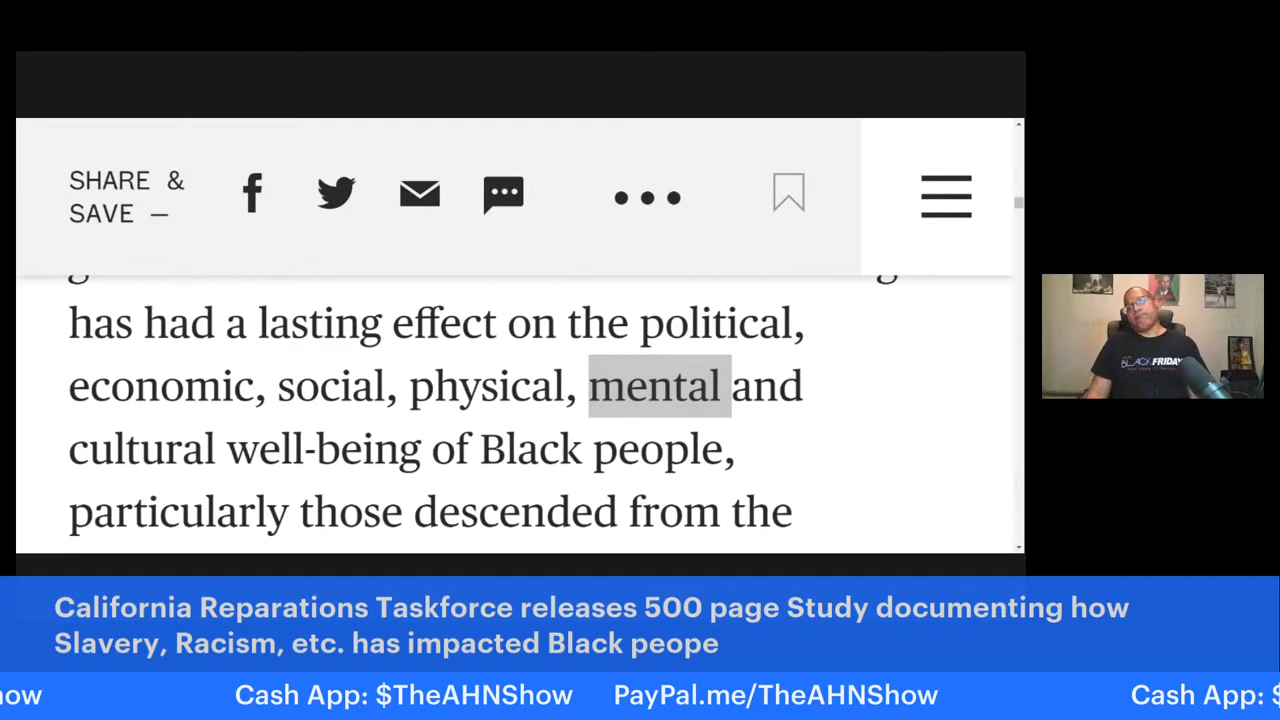 SHARE &
SAVE –
has had a lasting effect on the political,
economic, social, physical, mental and
cultural well-being of Black people,
particularly those descended from the
BLACK FRIDAY
California Reparations Taskforce releases 500 page Study documenting how
Slavery, Racism, etc. has impacted Black peope
how Cash App: $TheAHNShow PayPal.me/TheAHNShow Cash App: $